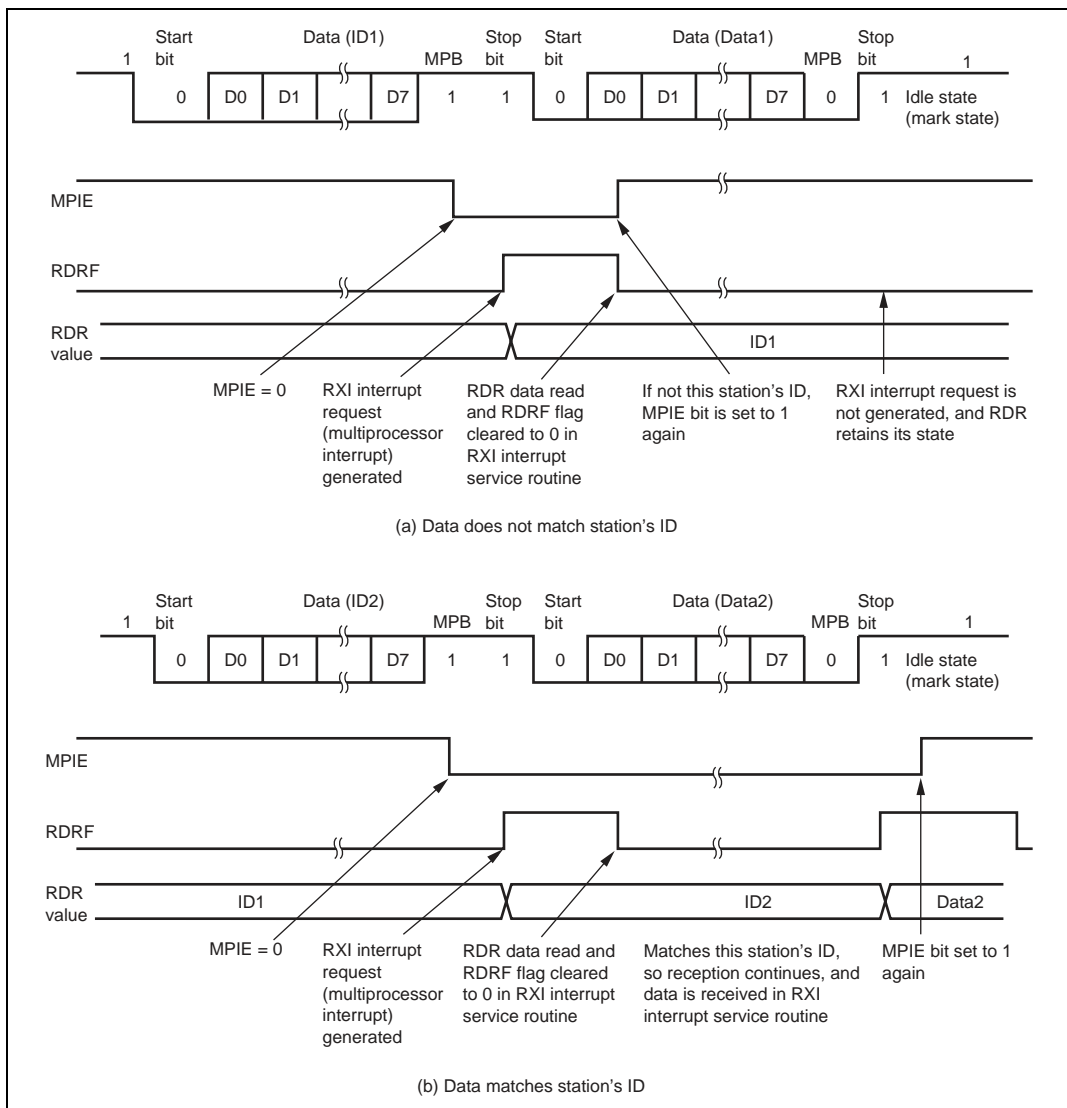 Start bit Data (ID1) MPB Stop bit Start bit Data (Data1) MPB Stop bit
1 1
0 D0 D1 D7 1 1 0 D0 D1 D7 0 1 Idle state (mark state)
MPIE
RDRF
RDR value
ID1
MPIE = 0
RXI interrupt
request
(multiprocessor
interrupt)
generated
RDR data read
and RDRF flag
cleared to 0 in
RXI interrupt
service routine
If not this station's ID,
MPIE bit is set to 1
again
RXI interrupt request is
not generated, and RDR
retains its state
(a) Data does not match station's ID
Start bit Data (ID2) MPB Stop bit Start bit Data (Data2) MPB Stop bit
1 1
0 D0 D1 D7 1 1 0 D0 D1 D7 0 1 Idle state (mark state)
MPIE
RDRF
RDR value
ID1 ID2 Data2
MPIE = 0
RXI interrupt
request
(multiprocessor
interrupt)
generated
RDR data read and
RDRF flag cleared
to 0 in RXI interrupt
service routine
Matches this station's ID,
so reception continues, and
data is received in RXI
interrupt service routine
MPIE bit set to 1
again
(b) Data matches station's ID